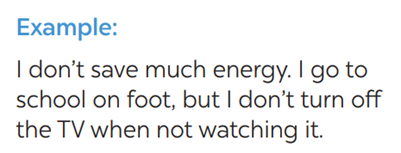 Example:
I don't save much energy. I go to
school on foot, but I don't turn off
the TV when not watching it.